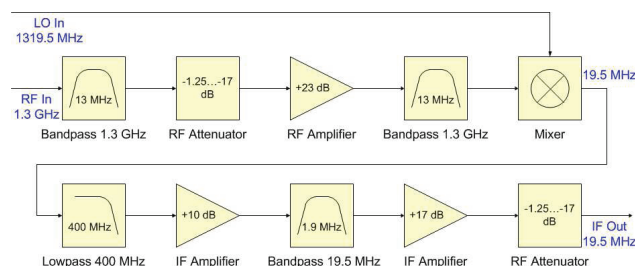 LO In
1319.5 MHz
RF In
1.3 GHz
13 MHz
Bandpass 1.3 GHz
-1.25...-17
dB
RF Attenuator
+23 dB
RF Amplifier
13 MHz
Bandpass 1.3 GHz
Mixer
19.5 MHz
400 MHz
Lowpass 400 MHz
+10 dB
IF Amplifier
1.9 MHz
Bandpass 19.5 MHz
+17 dB
IF Amplifier
-1.25...-17
dB
RF Attenuator
IF Out
19.5 MHz